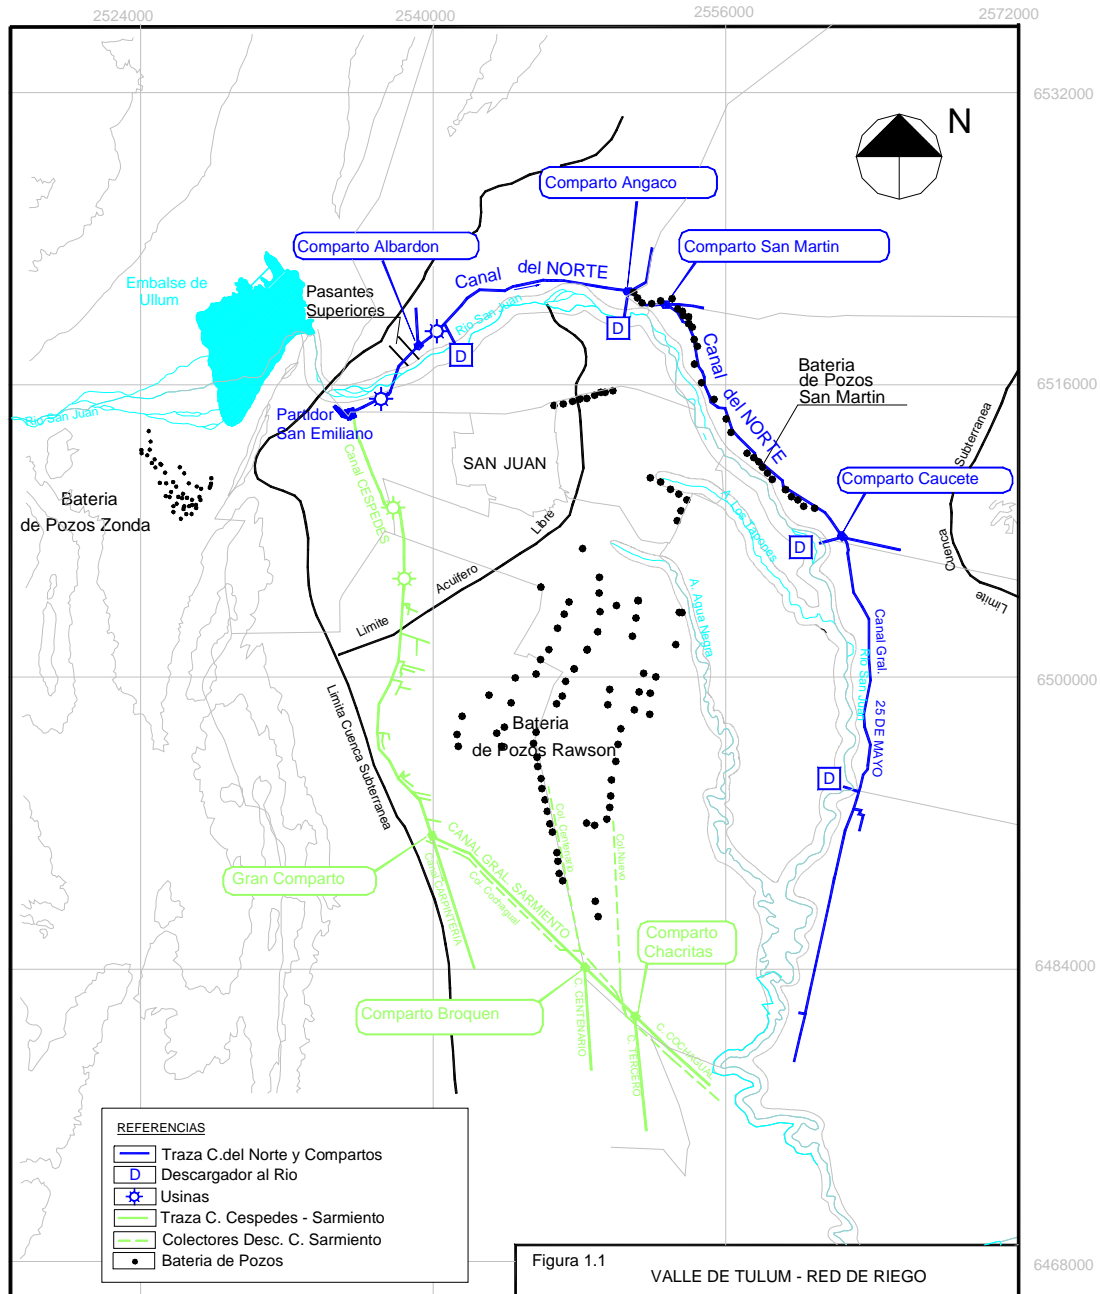 2524000
2540000
2556000
2572000
6532000
N
Comparto Angaco
Comparto Albardon
Comparto San Martin
Canal del NORTE
Embalse de
Ullum
Pasantes
Superiores
Rio San Juan
D
D
Canal del NORTE
Bateria
de Pozos
San Martin
6516000
Rio San Juan
Partidor
San Emiliano
Canal CESPEDES
SAN JUAN
Subterranea
Cuenca
Limite
Comparto Caucete
Bateria
de Pozos Zonda
Libre
Acuifero
Limite
A. Los Tapones
D
A. Agua Negra
Canal Gral.
25 DE MAYO
Rio San Juan
6500000
Limita Cuenca Subterranea
Bateria
de Pozos Rawson
D
Col. Centenario
Col.Nuevo
CANAL GRAL. SARMIENTO
Col. Cochagual
Canal CARPINTERIA
Gran Comparto
Comparto
Chacritas
6484000
Comparto Broquen
C. CENTENARIO
C. TERCERO
C. COCHAGUAL
REFERENCIAS
Traza C.del Norte y Compartos
D Descargador al Rio
Usinas
Traza C. Cespedes - Sarmiento
Colectores Desc. C. Sarmiento
Bateria de Pozos
Figura 1.1
VALLE DE TULUM - RED DE RIEGO
6468000